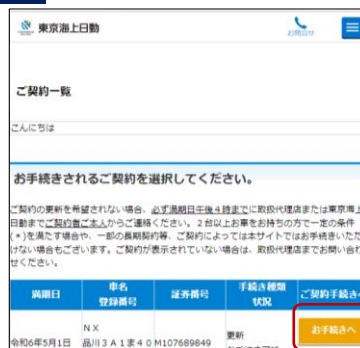 東京海上日動
お問合せ
ご契約一覧
こんにちは
お手続きされるご契約を選択してください。
ご契約の更新を希望されない場合、必ず満期日午後4時までに取扱代理店または東京海上
日動までご契約者ご本人からご連絡ください。2台以上お車をお持ちの方で一定の条件
(*)を満たす場合や、一部の長期契約等、ご契約によっては本サイトではお手続きいただ
けない場合もございます。ご契約が表示されていない場合は、取扱代理店までお問い合わ
せください。
満期日 車名 登録番号 証券番号 手続き種類 状況 ご契約手続き
令和6年5月1日 NX 品川3A1ま40 M107689849 更新 お手続きへ